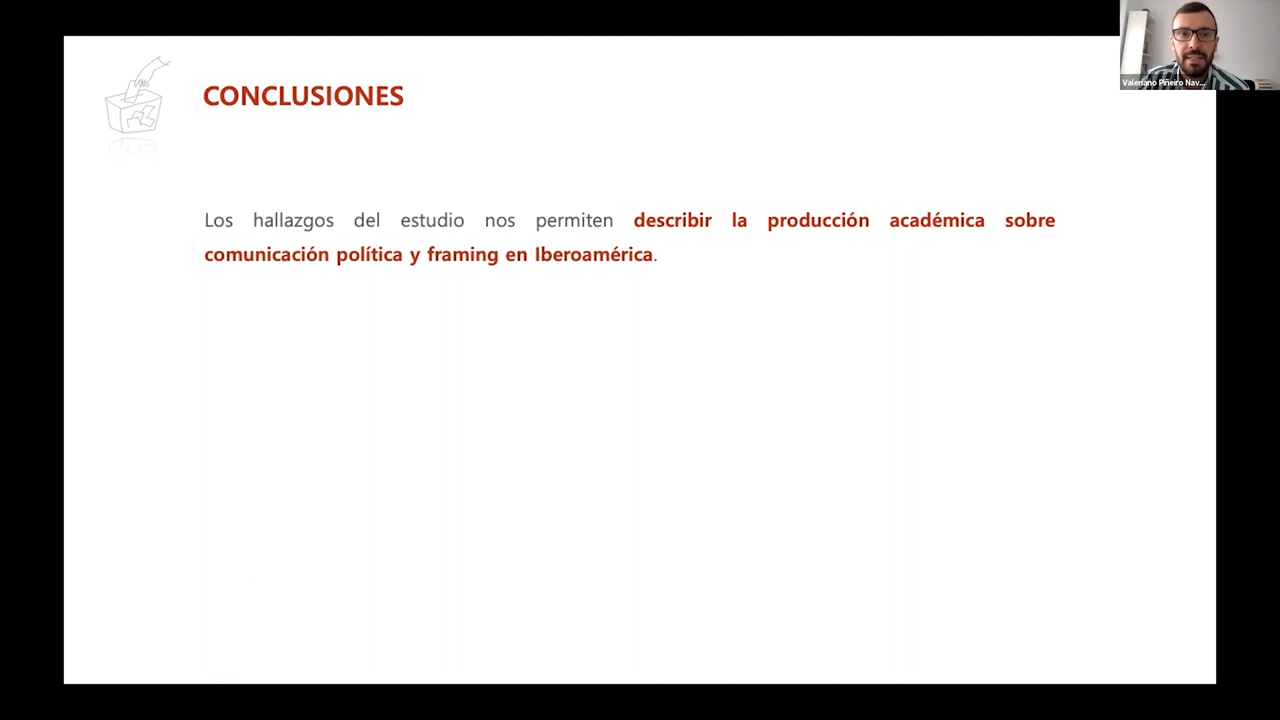 CONCLUSIONES
Valeriano Piñeiro Nav...
Los hallazgos del estudio nos permiten describir la producción académica sobre
comunicación política y framing en Iberoamérica.